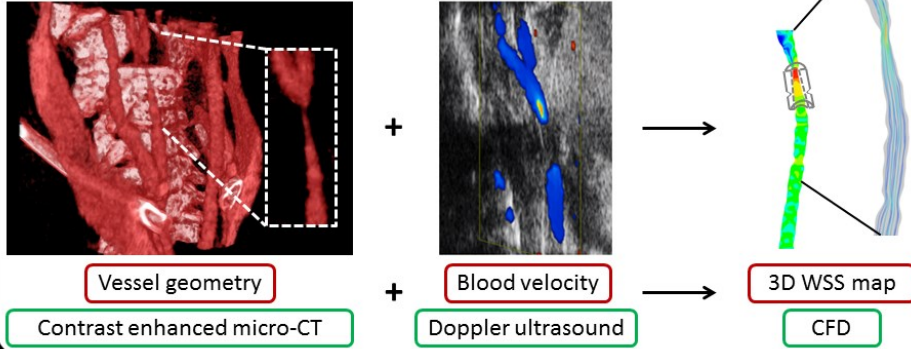 +
Vessel geometry
+
Blood velocity
3D WSS map
Contrast enhanced micro-CT
Doppler ultrasound
CFD